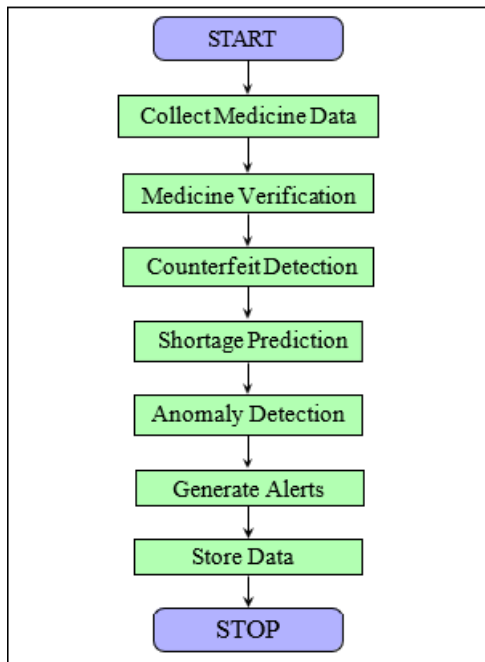 START
Collect Medicine Data
Medicine Verification
Counterfeit Detection
Shortage Prediction
Anomaly Detection
Generate Alerts
Store Data
STOP